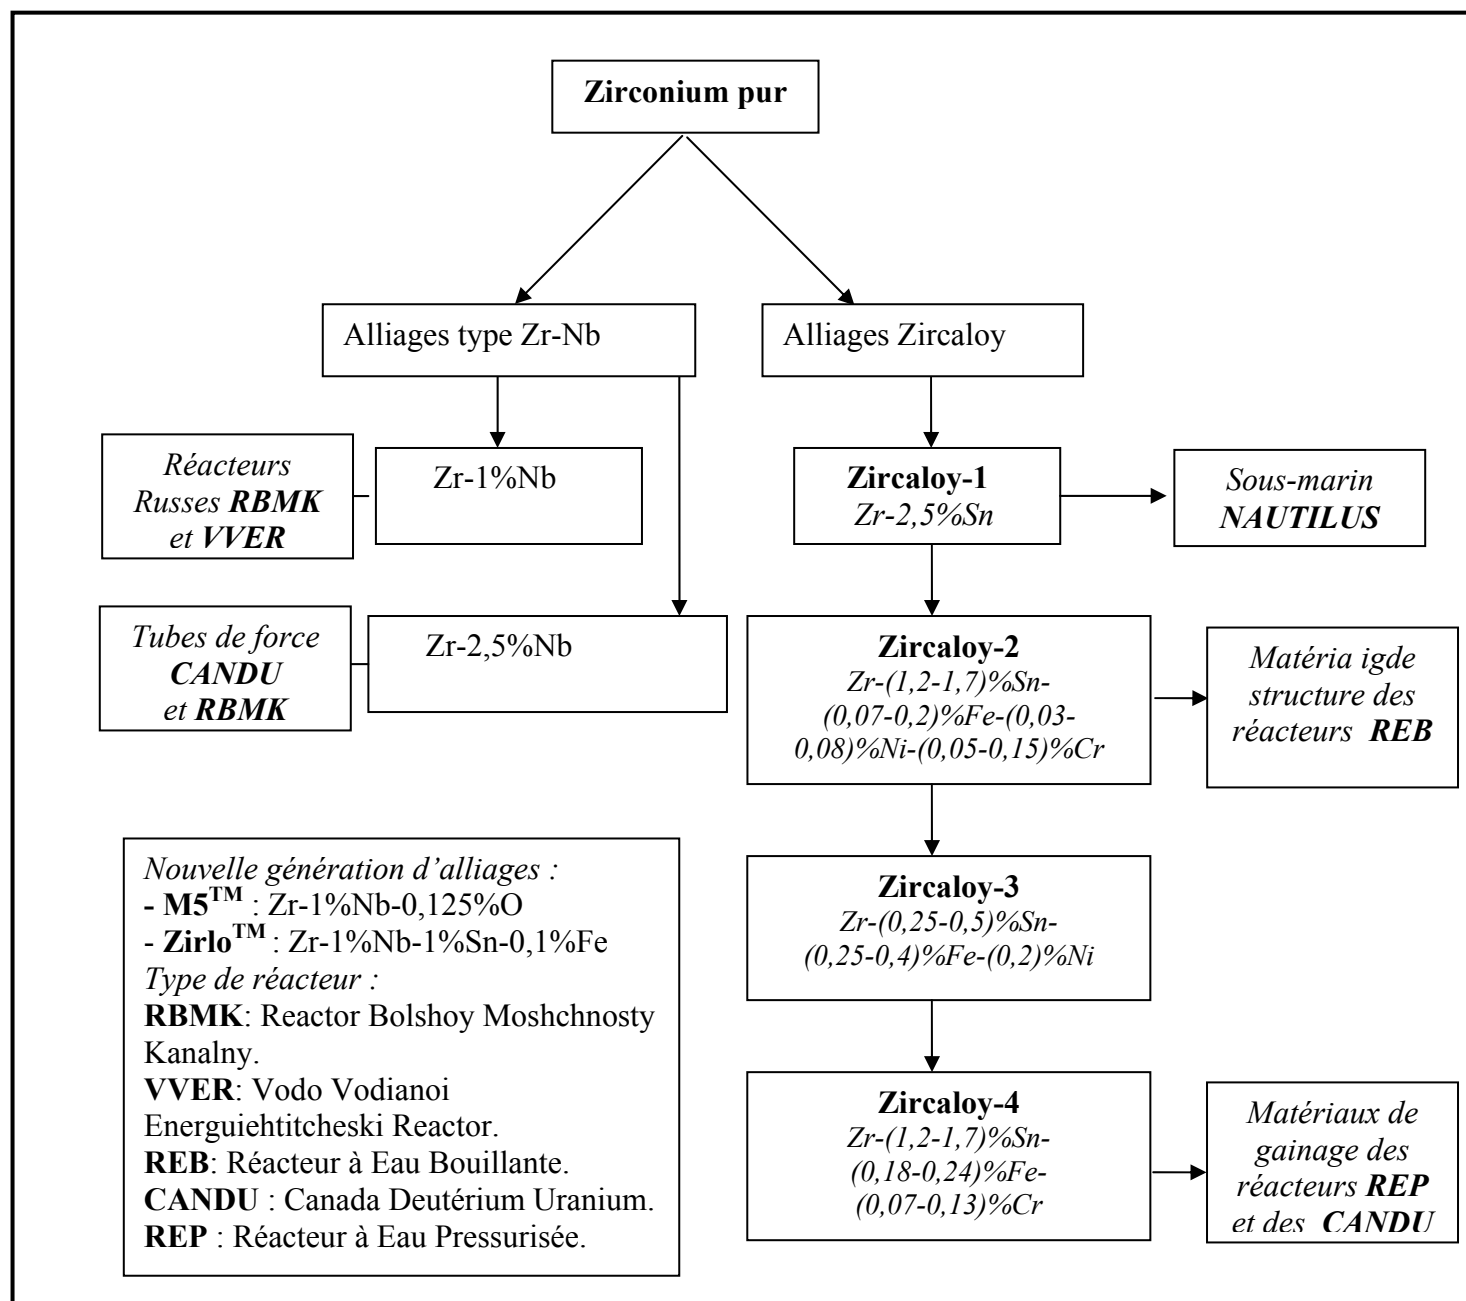 Zirconium pur
Alliages type Zr-Nb
Alliages Zircaloy
Réacteurs
Russes RBMK
et VVER
Zr-1%Nb
Zircaloy-1
Zr-2,5%Sn
Sous-marin
NAUTILUS
Tubes de force
CANDU
et RBMK
Zr-2,5%Nb
Zircaloy-2
Zr-(1,2-1,7)%Sn-
(0,07-0,2)%Fe-(0,03-
0,08)%Ni-(0,05-0,15)%Cr
Matéria igde
structure des
réacteurs REB
Zircaloy-3
Zr-(0,25-0,5)%Sn-
(0,25-0,4)%Fe-(0,2)%Ni
Zircaloy-4
Zr-(1,2-1,7)%Sn-
(0,18-0,24)%Fe-
(0,07-0,13)%Cr
Matériaux de
gainage des
réacteurs REP
et des CANDU
Nouvelle génération d’alliages :
- M5TM : Zr-1%Nb-0,125%O
- ZirloTM : Zr-1%Nb-1%Sn-0,1%Fe
Type de réacteur :
RBMK: Reactor Bolshoy Moshchnosty
Kanalny.
VVER: Vodo Vodianoi
Energuiehtitcheski Reactor.
REB: Réacteur à Eau Bouillante.
CANDU : Canada Deutérium Uranium.
REP : Réacteur à Eau Pressurisée.